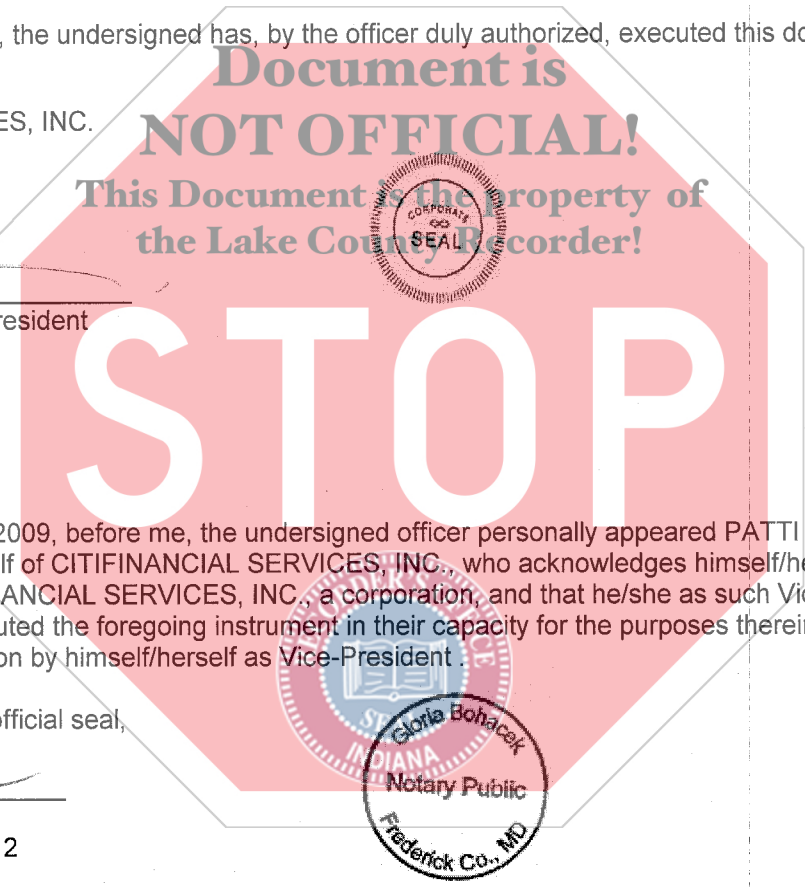 , the undersigned has, by the officer duly authorized, executed this do
Document is
ES, INC.
NOT OFFICIAL!
This Document is the property of
the Lake County Recorder!
CORPORATE
SEAL
resident
STOP
2009, before me, the undersigned officer personally appeared PATTI
lf of CITIFINANCIAL SERVICES, INC., who acknowledges himself/he
ANCIAL SERVICES, INC., a corporation, and that he/she as such Vic
uted the foregoing instrument in their capacity for the purposes therein
on by himself/herself as Vice-President .
RECORDER'S OFFICE
SEAL
INDIANA
official seal,
Gloria Bohacek
Notary Public
Frederick Co., MD
2